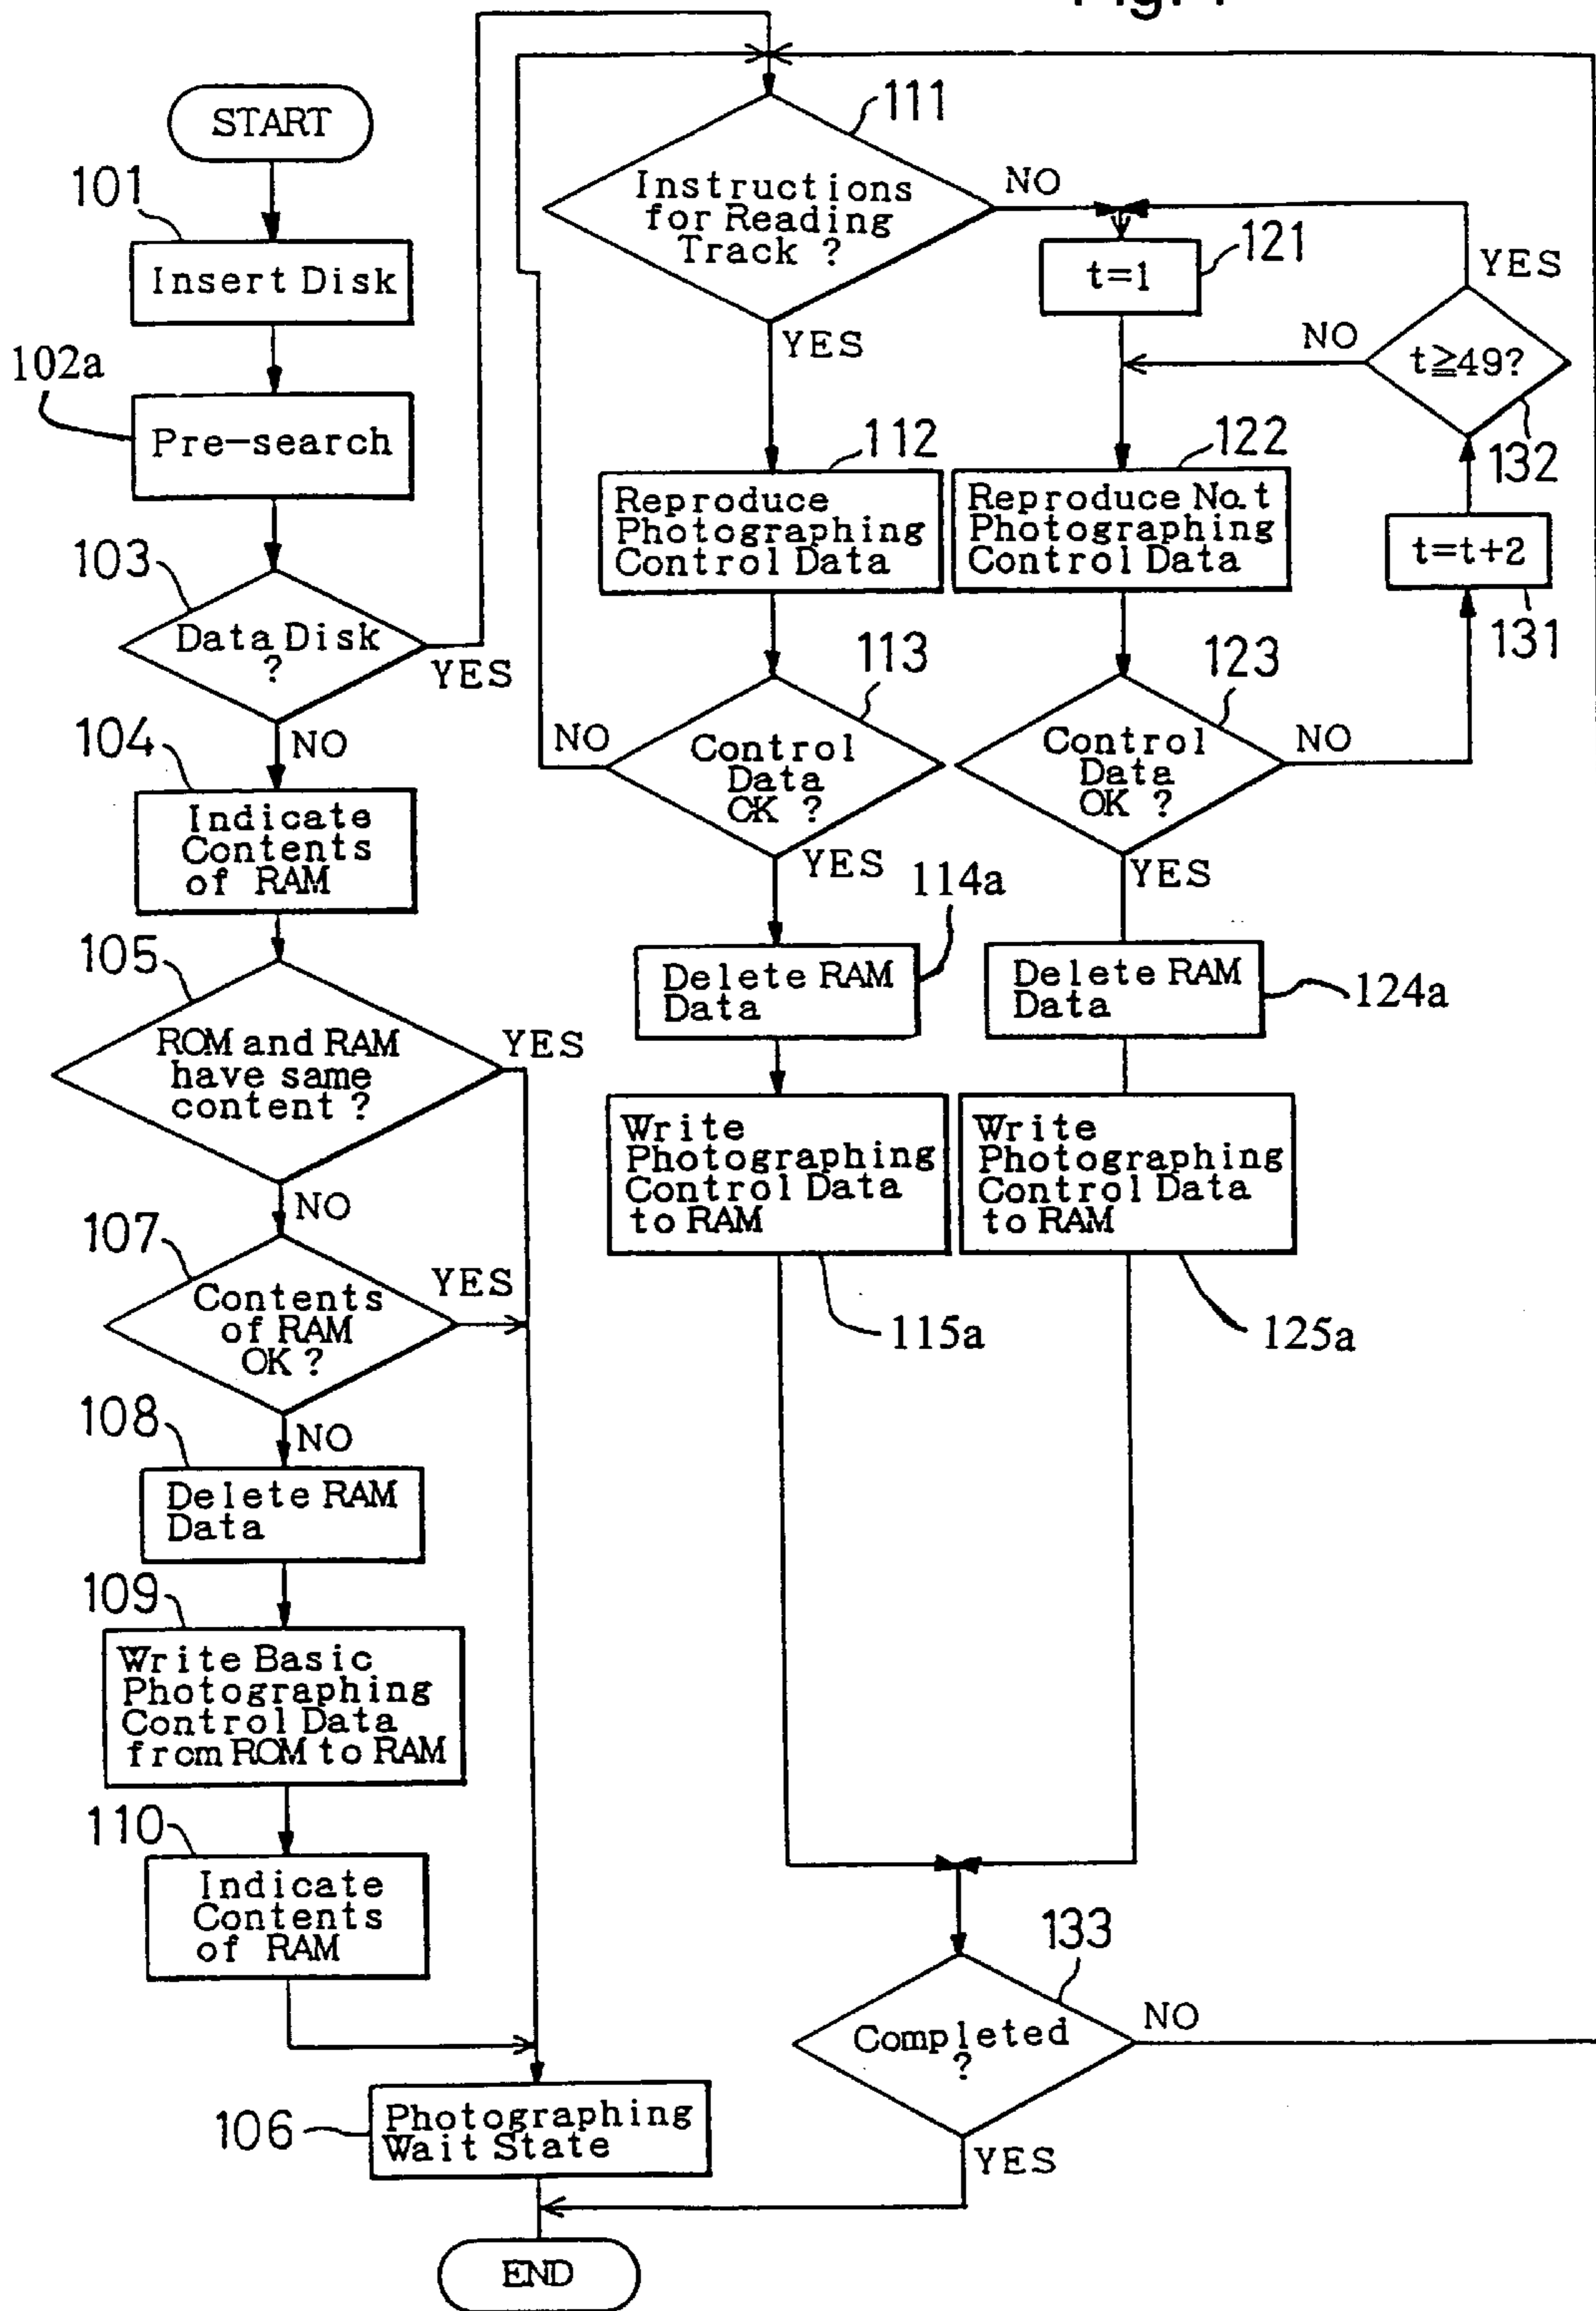 START
101
Insert Disk
102a
Pre-search
103
Data Disk
?
YES
NO
104
Indicate
Contents
of RAM
105
ROM and RAM
have same
content ?
YES
NO
107
Contents
of RAM
OK ?
YES
NO
108
Delete RAM
Data
109
Write Basic
Photographing
Control Data
from ROM to RAM
110
Indicate
Contents
of RAM
106
Photographing
Wait State
END
111
Instructions
for Reading
Track ?
NO
YES
112
Reproduce
Photographing
Control Data
113
Control
Data
OK ?
NO
YES
114a
Delete RAM
Data
Write
Photographing
Control Data
to RAM
115a
121
t=1
122
Reproduce No.t
Photographing
Control Data
123
Control
Data
OK ?
NO
YES
124a
Delete RAM
Data
Write
Photographing
Control Data
to RAM
125a
131
t=t+2
132
t≧49?
NO
YES
133
Completed
?
NO
YES